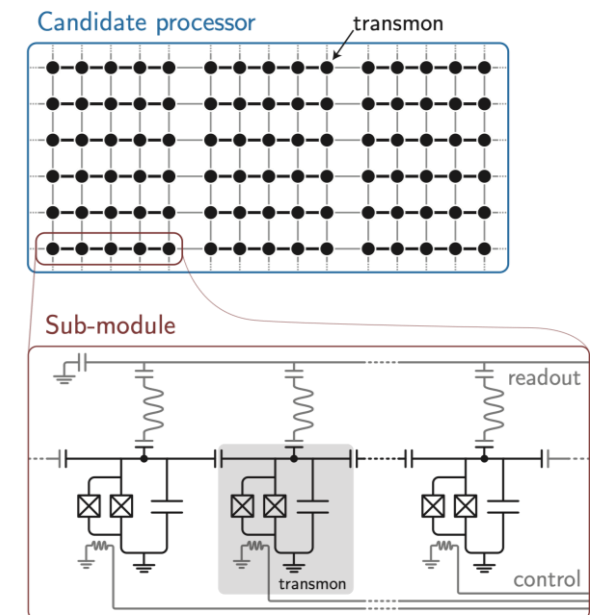 Candidate processor
transmon
Sub-module
readout
transmon
control